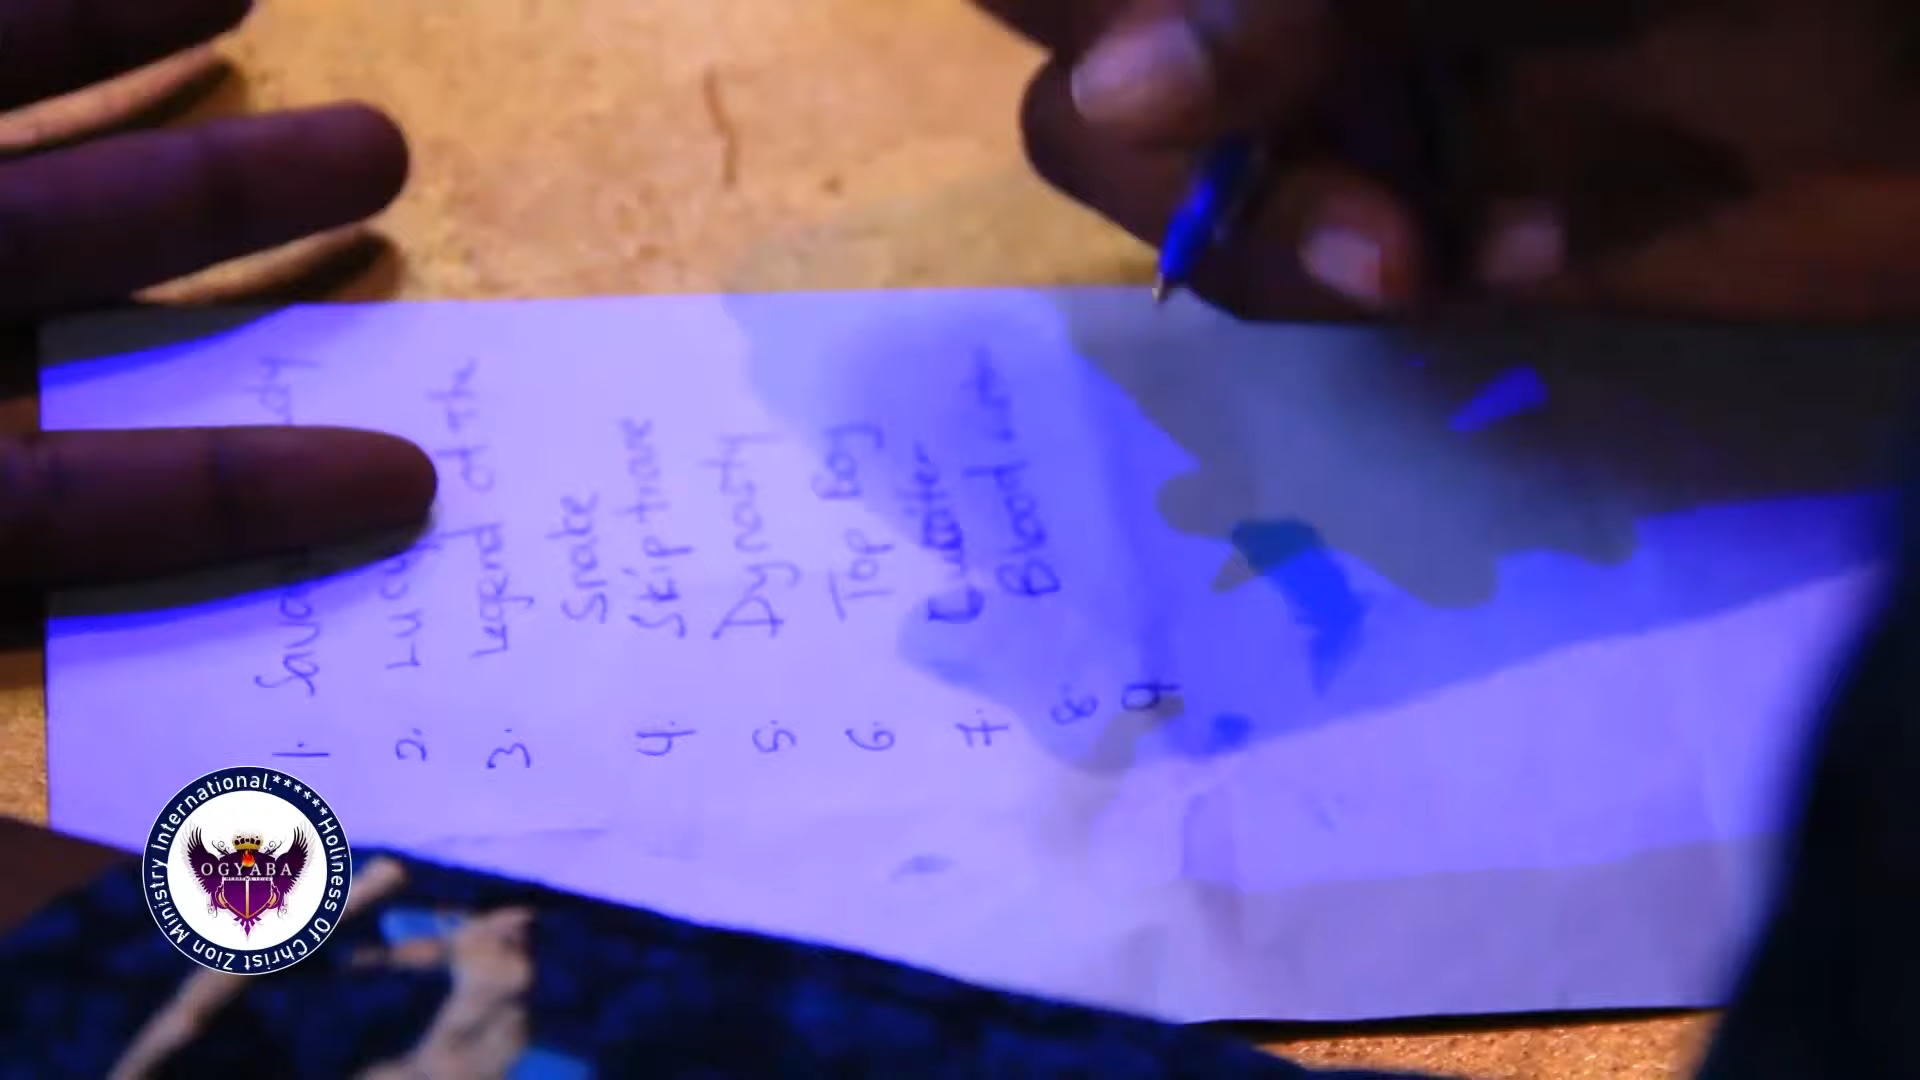 1. Sava
2. Lucy
3. Legend of the
Snake
4. Skiptrace
5. Dynasty
6. Top Boy
7.
8. Blood
9
Holiness Of Christ Zion Ministry International.******
OGYABA